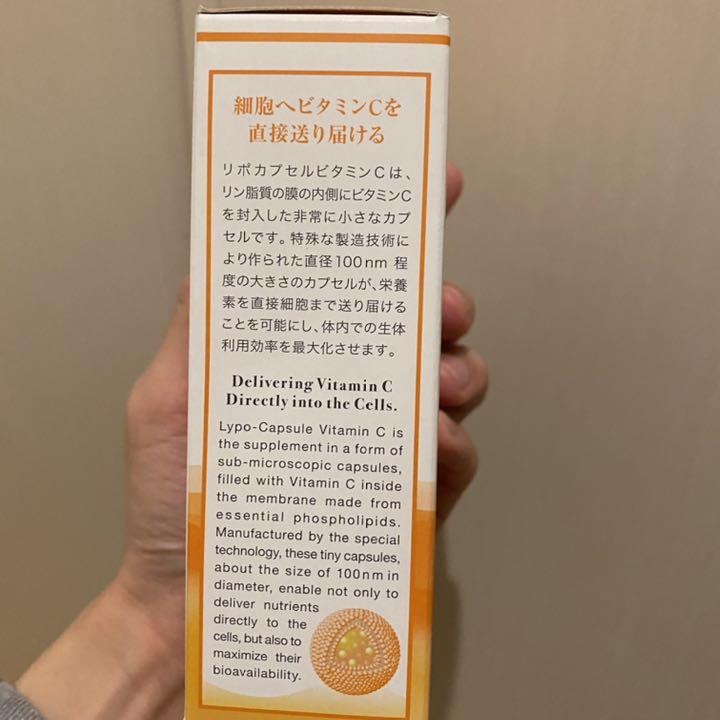 細胞へビタミンCを
直接送り届ける
リポカプセルビタミンCは、
リン脂質の膜の内側にビタミンC
を封入した非常に小さなカプ
セルです。特殊な製造技術に
より作られた直径100nm 程
度の大きさのカプセルが、栄養
素を直接細胞まで送り届ける
ことを可能にし、体内での生体
利用効率を最大化させます。
Delivering Vitamin C
Directly into the Cells.
Lypo-Capsule Vitamin C is
the supplement in a form of
sub-microscopic capsules,
filled with Vitamin C inside
the membrane made from
essential phospholipids.
Manufactured by the special
technology, these tiny capsules,
about the size of 100nm in
diameter, enable not only to
deliver nutrients
directly to the
cells, but also to
maximize their
bioavailability.